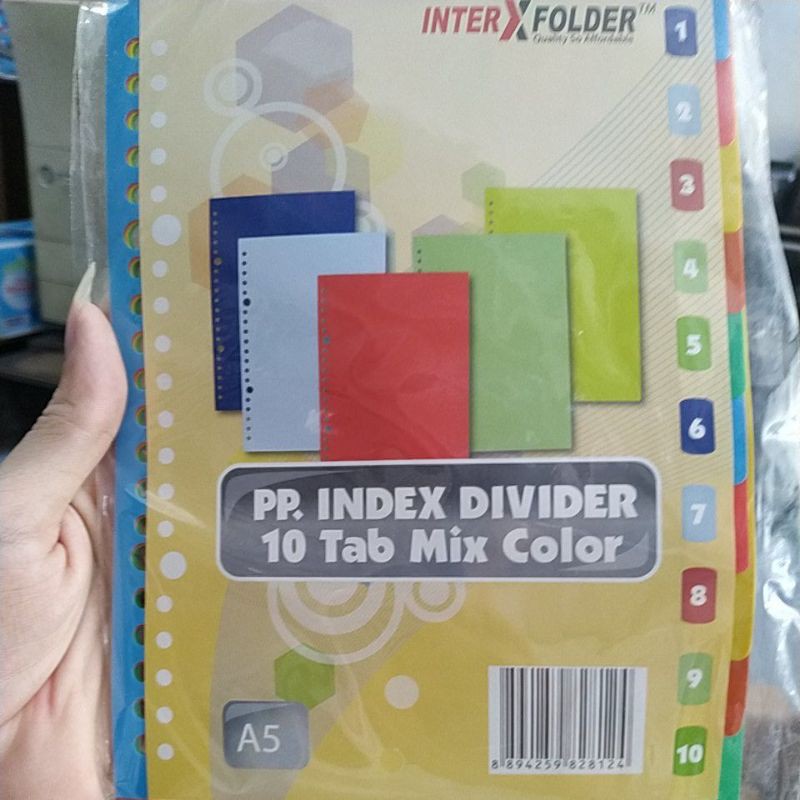 INTER X FOLDER™
Quality So Affordable
1
2
3
4
5
6
7
8
9
10
PP. INDEX DIVIDER
10 Tab Mix Color
A5
8 894259 828124